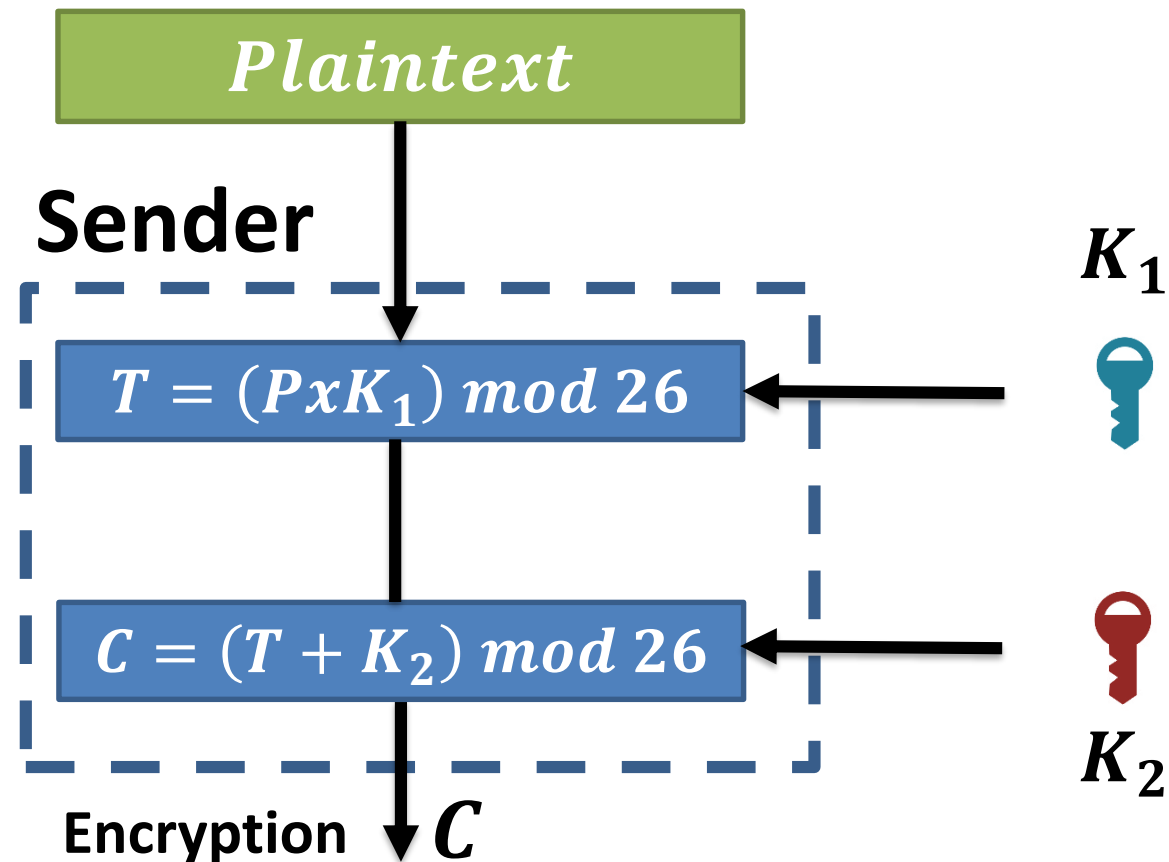 Plaintext
Sender
K₁
T = (PxK₁) mod 26
C = (T + K₂) mod 26
K₂
Encryption C